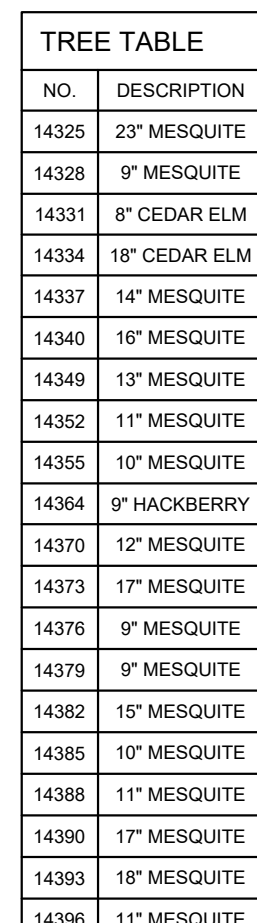 TREE TABLE
NO. DESCRIPTION
14325 23" MESQUITE
14328 9" MESQUITE
14331 8" CEDAR ELM
14334 18" CEDAR ELM
14337 14" MESQUITE
14340 16" MESQUITE
14349 13" MESQUITE
14352 11" MESQUITE
14355 10" MESQUITE
14364 9" HACKBERRY
14370 12" MESQUITE
14373 17" MESQUITE
14376 9" MESQUITE
14379 9" MESQUITE
14382 15" MESQUITE
14385 10" MESQUITE
14388 11" MESQUITE
14390 17" MESQUITE
14393 18" MESQUITE
14396 11" MESQUITE